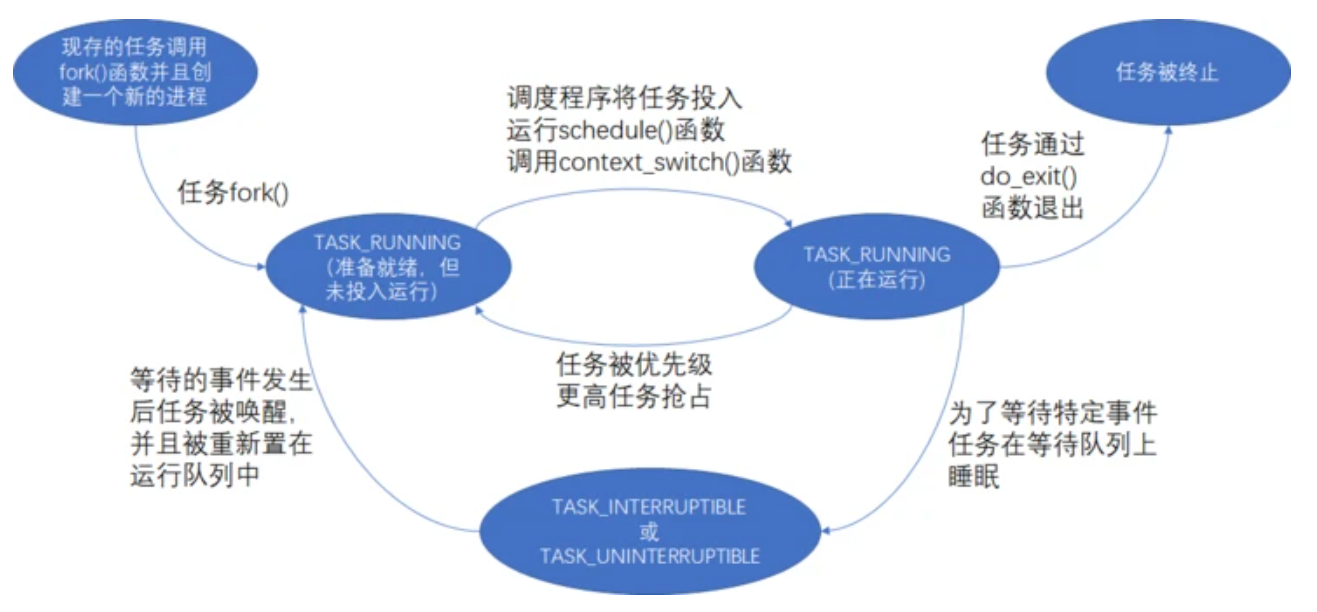 现存的任务调用
fork()函数并且创
建一个新的进程
任务被终止
调度程序将任务投入
运行schedule()函数
调用context_switch()函数
任务通过
do_exit()
函数退出
任务fork()
TASK_RUNNING
（准备就绪，但
未投入运行）
TASK_RUNNING
(正在运行)
任务被优先级
更高任务抢占
等待的事件发生
后任务被唤醒，
并且被重新置在
运行队列中
为了等待特定事件
任务在等待队列上
睡眠
TASK_INTERRUPTIBLE
或
TASK_UNINTERRUPTIBLE